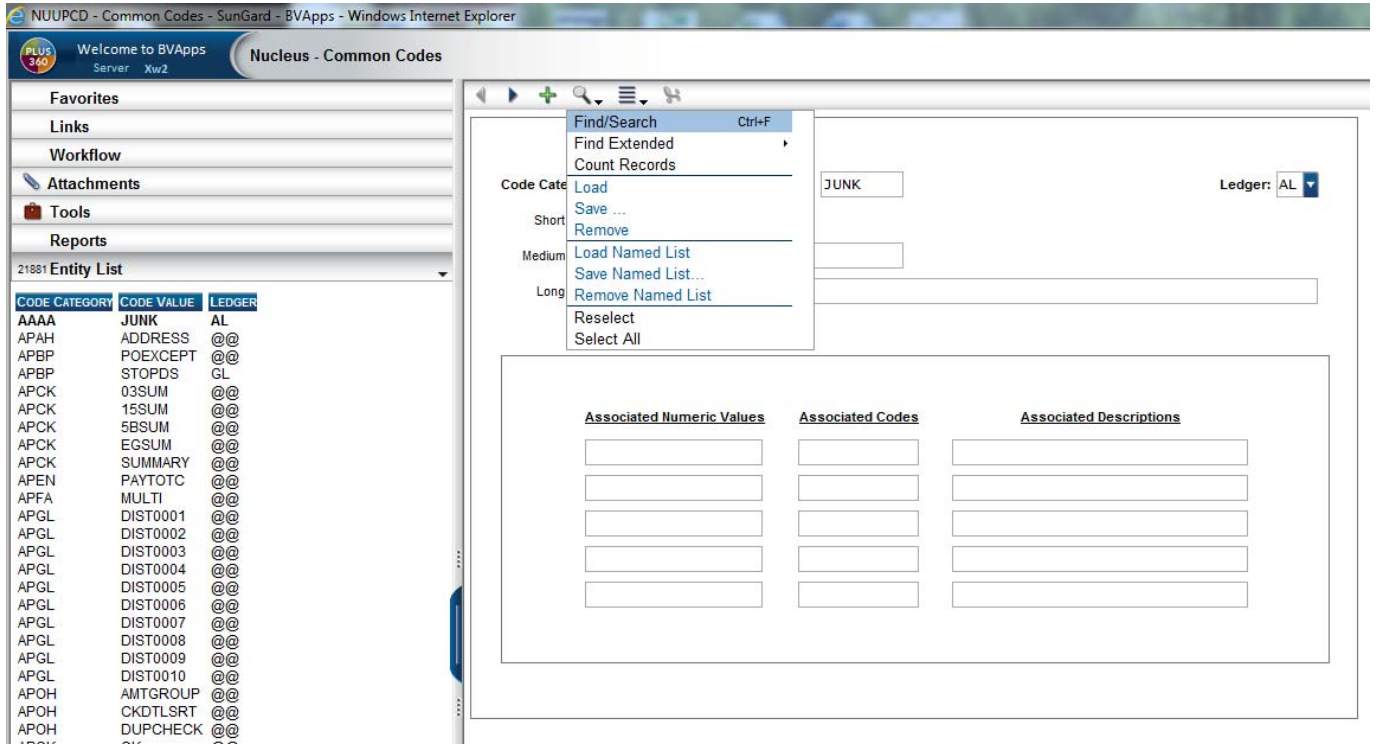 NUUPCD - Common Codes - SunGard - BVApps - Windows Internet Explorer
PLUS 360
Welcome to BVApps
Server Xw2
Nucleus - Common Codes
Favorites
Links
Workflow
Attachments
Tools
Reports
21881 Entity List
CODE CATEGORY CODE VALUE LEDGER
AAAA JUNK AL
APAH ADDRESS @@
APBP POEXCEPT @@
APBP STOPDS GL
APCK 03SUM @@
APCK 15SUM @@
APCK 5BSUM @@
APCK EGSUM @@
APCK SUMMARY @@
APEN PAYTOTC @@
APFA MULTI @@
APGL DIST0001 @@
APGL DIST0002 @@
APGL DIST0003 @@
APGL DIST0004 @@
APGL DIST0005 @@
APGL DIST0006 @@
APGL DIST0007 @@
APGL DIST0008 @@
APGL DIST0009 @@
APGL DIST0010 @@
APOH AMTGROUP @@
APOH CKDTLSRT @@
APOH DUPCHECK @@
Find/Search Ctrl+F
Find Extended
Count Records
Load
Save ...
Remove
Load Named List
Save Named List...
Remove Named List
Reselect
Select All
Code Cate
JUNK
Ledger: AL
Short
Medium
Long
Associated Numeric Values Associated Codes Associated Descriptions